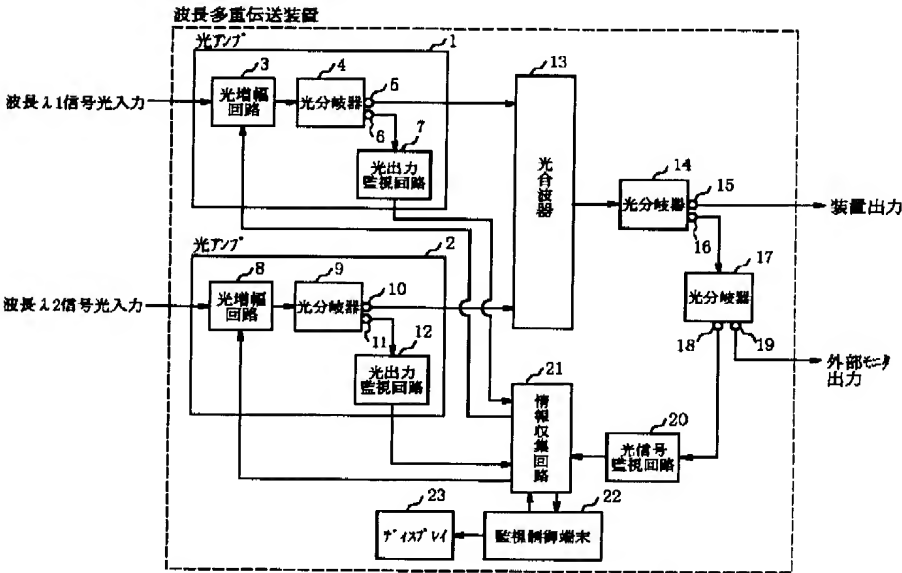 波長多重伝送装置
光アンプ
1
3
4
5
光増幅
回路
光分岐器
6
7
光出力
監視回路
波長λ1信号光入力
13
光合波器
14
光分岐器
15
16
装置出力
17
光分岐器
18
19
外部モニタ
出力
光アンプ
2
8
9
10
光増幅
回路
光分岐器
11
12
光出力
監視回路
波長λ2信号光入力
21
情報収集回路
20
光信号
監視回路
22
監視制御端末
23
ディスプレイ